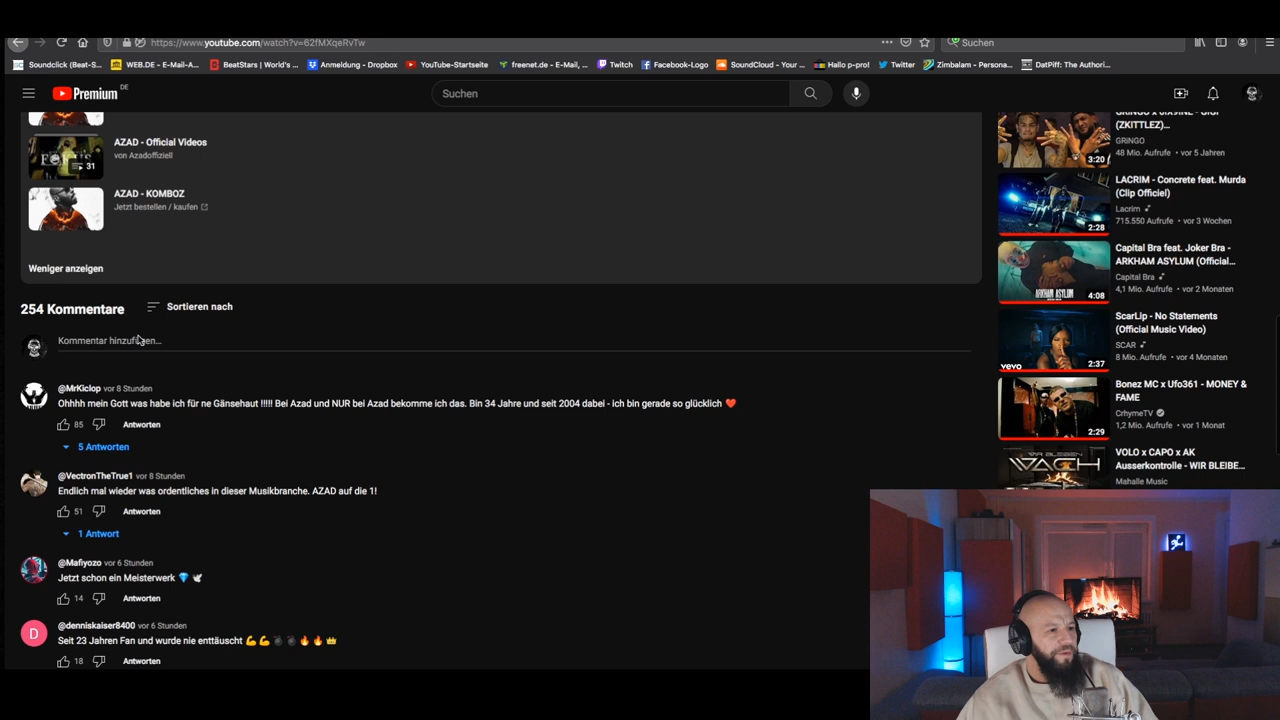 https://www.youtube.com/watch?v=62fMXqeRvTw
Suchen
Soundclick (Beat-S...
WEB.DE - E-Mail-A...
BeatStars | World's ...
Anmeldung - Dropbox
YouTube-Startseite
freenet.de - E-Mail, ...
Twitch
Facebook-Logo
SoundCloud - Your ...
Hallo p-pro!
Twitter
Zimbalam - Persona...
DatPiff: The Authori...
Premium DE
Suchen
AZAD - Official Videos
von Azadoffiziell
31
AZAD - KOMBOZ
Jetzt bestellen / kaufen
Weniger anzeigen
254 Kommentare
Sortieren nach
Kommentar hinzufügen...
@MrKiclop vor 8 Stunden
Ohhhh mein Gott was habe ich für ne Gänsehaut !!!!! Bei Azad und NUR bei Azad bekomme ich das. Bin 34 Jahre und seit 2004 dabei - ich bin gerade so glücklich ❤️
85
Antworten
5 Antworten
@VectronTheTrue1 vor 8 Stunden
Endlich mal wieder was ordentliches in dieser Musikbranche. AZAD auf die 1!
51
Antworten
1 Antwort
@Mafiyozo vor 6 Stunden
Jetzt schon ein Meisterwerk 💎 🕊
14
Antworten
D
@denniskaiser8400 vor 6 Stunden
Seit 23 Jahren Fan und wurde nie enttäuscht 💪💪💣💣🔥🔥👑
18
Antworten
(ZKITTLEZ)...
GRINGO
48 Mio. Aufrufe • vor 5 Jahren
3:20
LACRIM - Concrete feat. Murda
(Clip Officiel)
Lacrim
715.550 Aufrufe • vor 3 Wochen
2:28
Capital Bra feat. Joker Bra -
ARKHAM ASYLUM (Official...
Capital Bra
4,1 Mio. Aufrufe • vor 2 Monaten
ARKHAM ASYLUM
4:08
ScarLip - No Statements
(Official Music Video)
SCAR
8 Mio. Aufrufe • vor 4 Monaten
vevo
2:37
Bonez MC x Ufo361 - MONEY &
FAME
CrhymeTV
1,2 Mio. Aufrufe • vor 1 Monat
2:29
VOLO x CAPO x AK
Ausserkontrolle - WIR BLEIBE...
Mahalle Music
WIR BLEIBEN
WACH